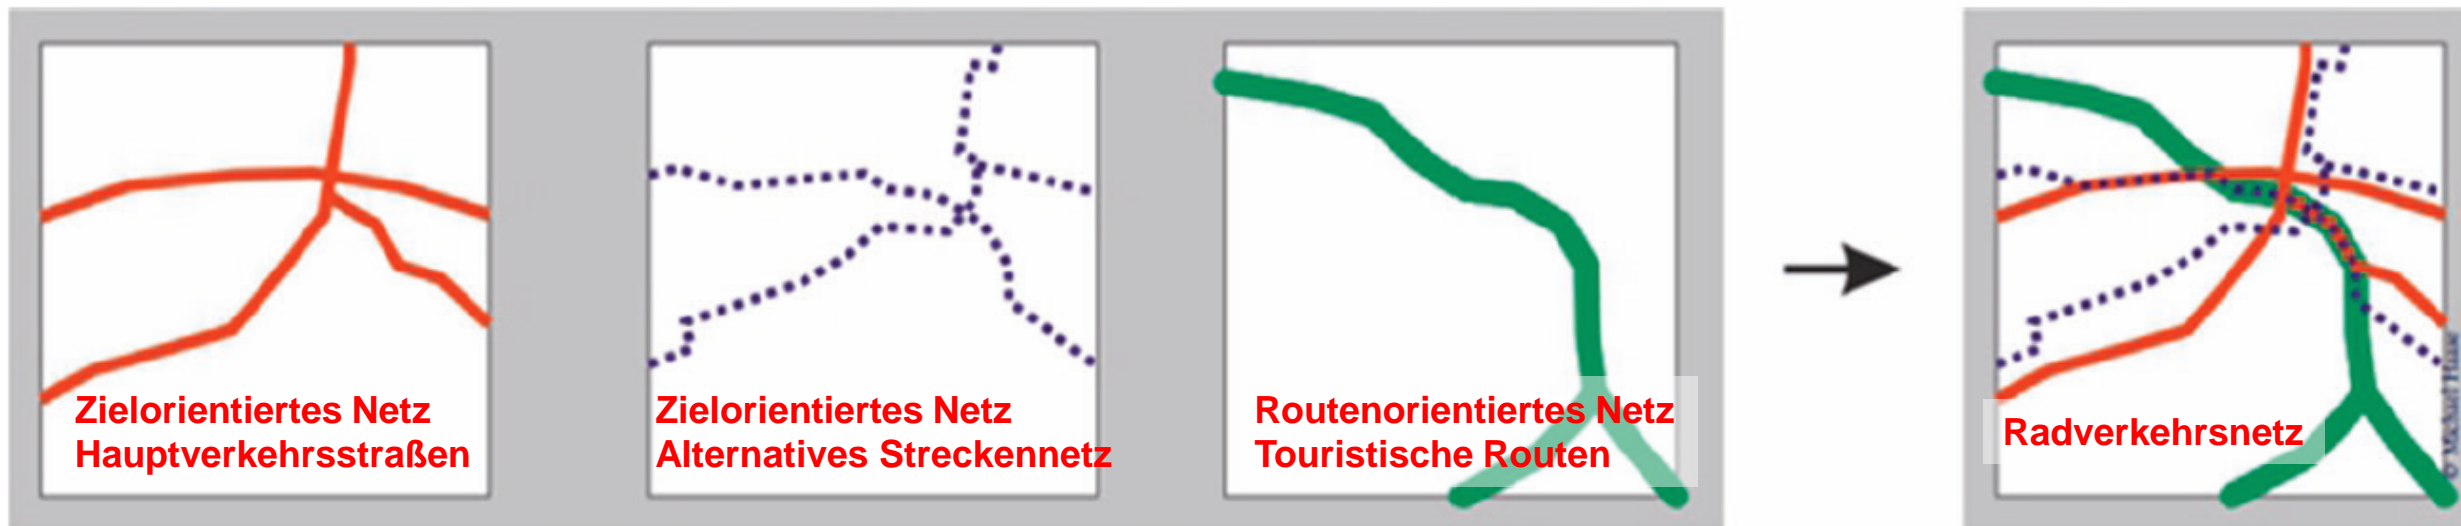 Zielorientiertes Netz
Hauptverkehrsstraßen
Zielorientiertes Netz
Alternatives Streckennetz
Routenorientiertes Netz
Touristische Routen
Radverkehrsnetz